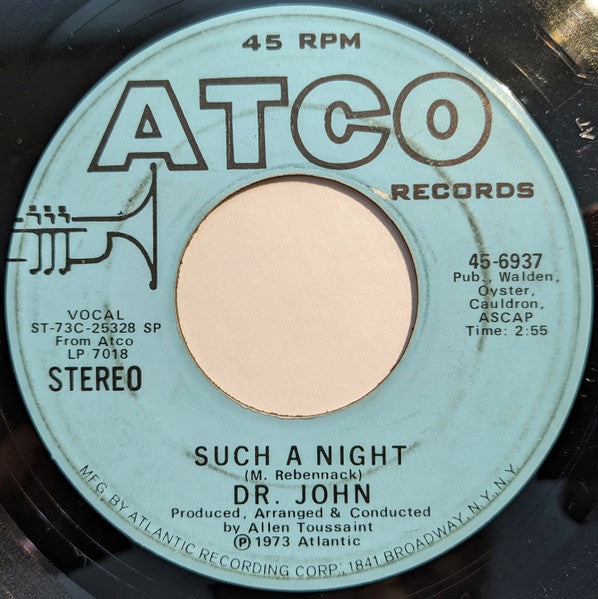 45 RPM
ATCO
RECORDS
45-6937
Pub., Walden,
Oyster,
Cauldron,
ASCAP
Time: 2:55
VOCAL
ST-73C-25328 SP
From Atco
LP 7018
STEREO
SUCH A NIGHT
(M. Rebennack)
DR. JOHN
Produced, Arranged & Conducted
by Allen Toussaint
Ⓟ 1973 Atlantic
MFG. BY ATLANTIC RECORDING CORP., 1841 BROADWAY, N.Y., N.Y.